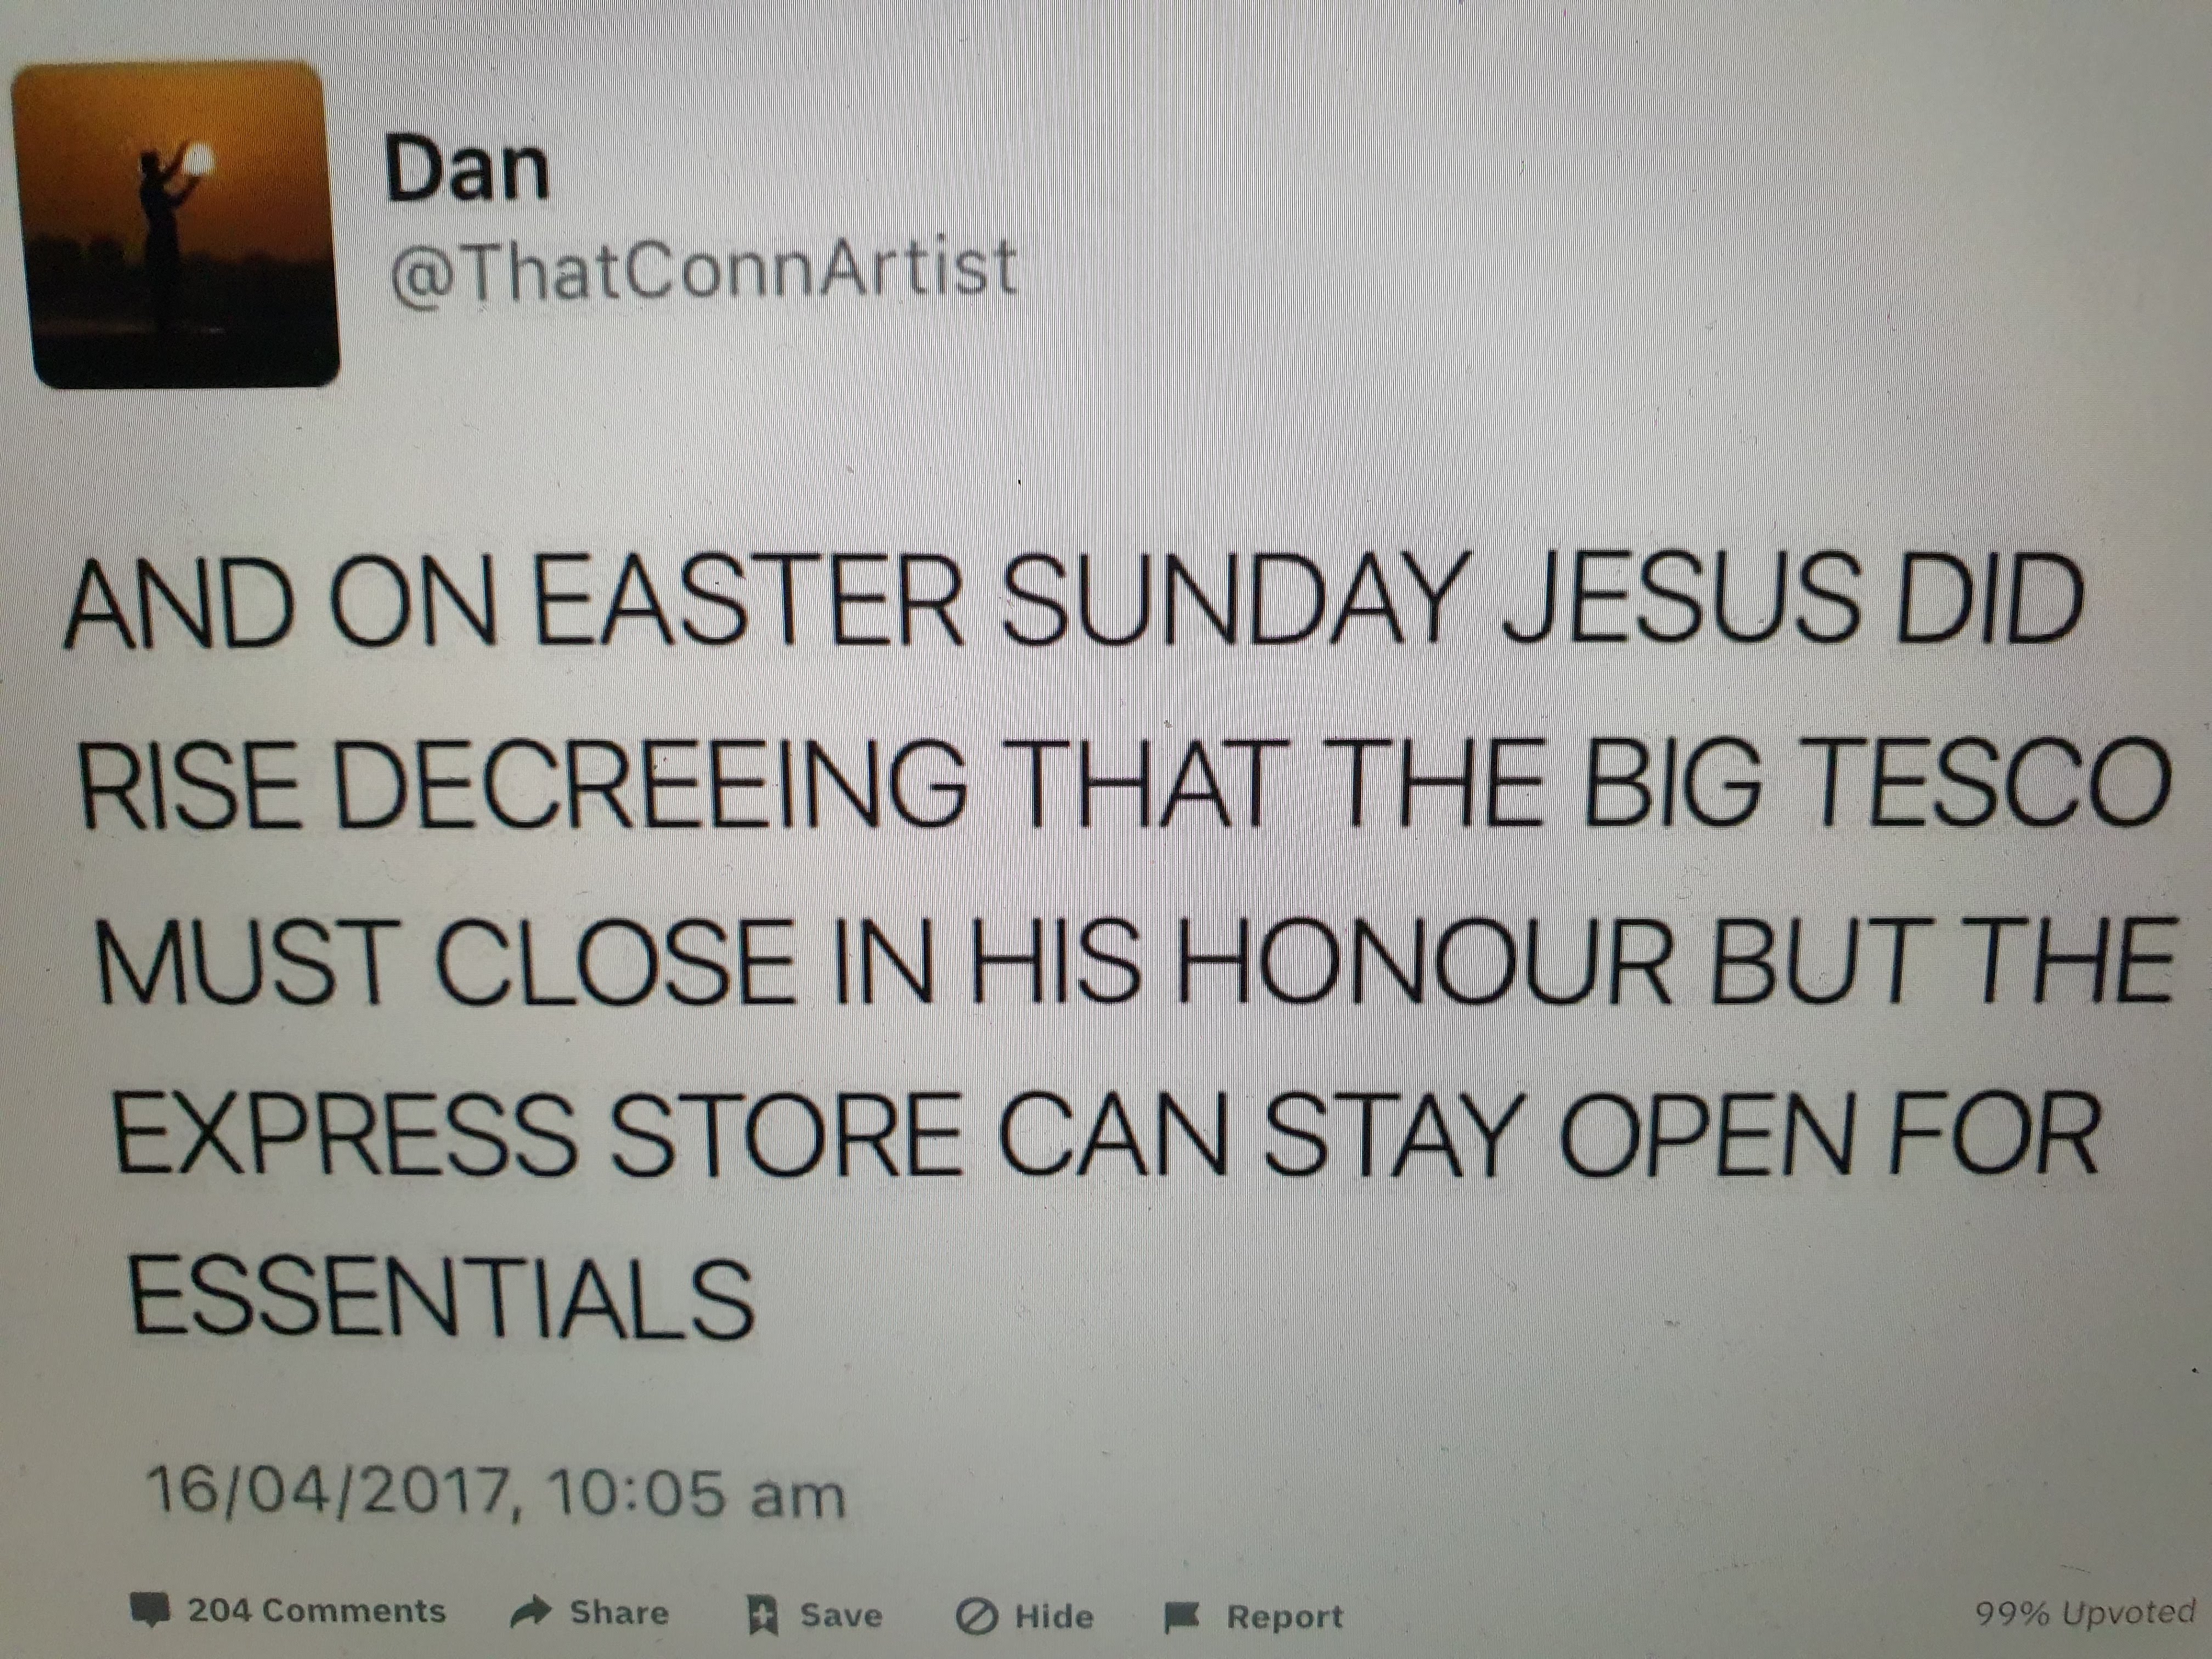 Dan
@ThatConnArtist
AND ON EASTER SUNDAY JESUS DID
RISE DECREEING THAT THE BIG TESCO
MUST CLOSE IN HIS HONOUR BUT THE
EXPRESS STORE CAN STAY OPEN FOR
ESSENTIALS
16/04/2017, 10:05 am
204 Comments Share Save Hide Report 99% Upvoted